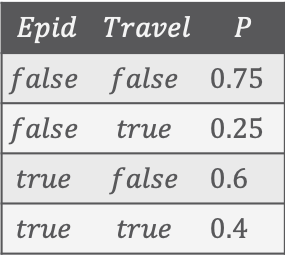 Epid Travel P
false false 0.75
false true 0.25
true false 0.6
true true 0.4